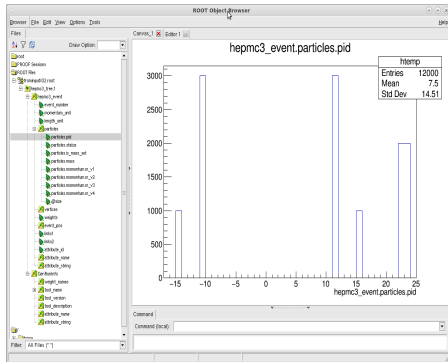 ROOT Object Browser
Browser File Edit View Options Tools
Help
Files
Draw Option:
Canvas_1
Editor 1
root
PROOF Sessions
ROOT Files
hepmc3_tree;1
hepmc3_event
event_number
momentum_unit
length_unit
particles
particles.pid
particles.status
particles.is_mass_set
particles.mass
particles.momentum.m_v1
particles.momentum.m_v2
particles.momentum.m_v3
particles.momentum.m_v4
@size
vertices
weights
event_pos
links1
links2
attribute_id
attribute_name
attribute_string
GenRunInfo
weight_names
tool_name
tool_version
tool_description
attribute_name
attribute_string
Filter: All Files (*.*)
hepmc3_event.particles.pid
htemp
Entries 12000
Mean 7.5
Std Dev 14.51
3000
2500
2000
1500
1000
500
0
−15 −10 −5 0 5 10 15 20 25
hepmc3_event.particles.pid
Command
Command (local):